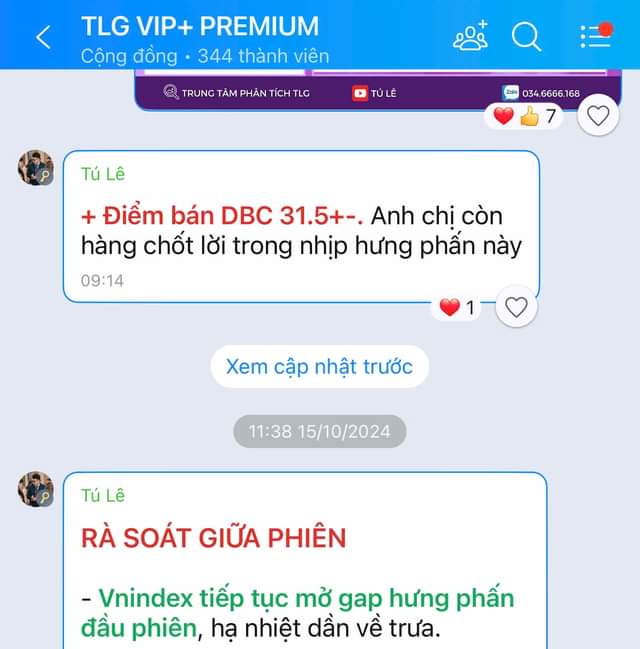 TLG VIP+ PREMIUM
Cộng đồng • 344 thành viên
TRUNG TÂM PHÂN TÍCH TLG
TÚ LÊ
Zalo
034.6666.168
7
Tú Lê
+ Điểm bán DBC 31.5+-. Anh chị còn
hàng chốt lời trong nhịp hưng phấn này
09:14
1
Xem cập nhật trước
11:38 15/10/2024
Tú Lê
RÀ SOÁT GIỮA PHIÊN
- Vnindex tiếp tục mở gap hưng phấn
đầu phiên, hạ nhiệt dần về trưa.